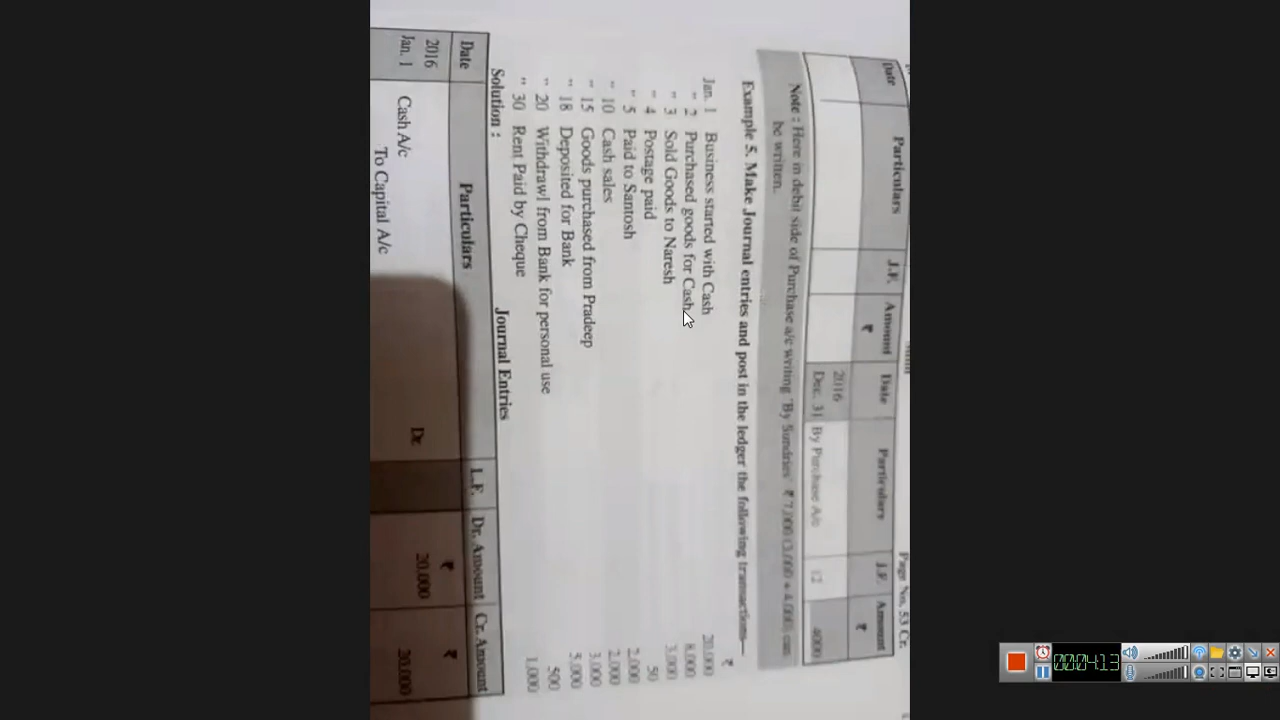 Page No. 53 Cr.
Date Particulars J.F. Amount Date Particulars J.F. Amount
₹ ₹
2016
Dec. 31 By Purchase A/c 12 4000
Note : Here in debit side of Purchase a/c writing 'By Sundries' ₹ 7,000 (3,000 + 4,000) can
be written.
Example 5. Make Journal entries and post in the ledger the following transactions—
₹
Jan. 1 Business started with Cash 20,000
" 2 Purchased goods for Cash 8,000
" 3 Sold Goods to Naresh 3,000
" 4 Postage paid 50
" 5 Paid to Santosh 2,000
" 10 Cash sales 2,000
" 15 Goods purchased from Pradeep 3,000
" 18 Deposited for Bank 5,000
" 20 Withdrawl from Bank for personal use 500
" 30 Rent Paid by Cheque 1,000
Solution :
Journal Entries
Date Particulars L.F. Dr. Amount Cr. Amount
₹ ₹
2016
Jan. 1 Cash A/c Dr. 20,000
To Capital A/c 20,000
00:04:13